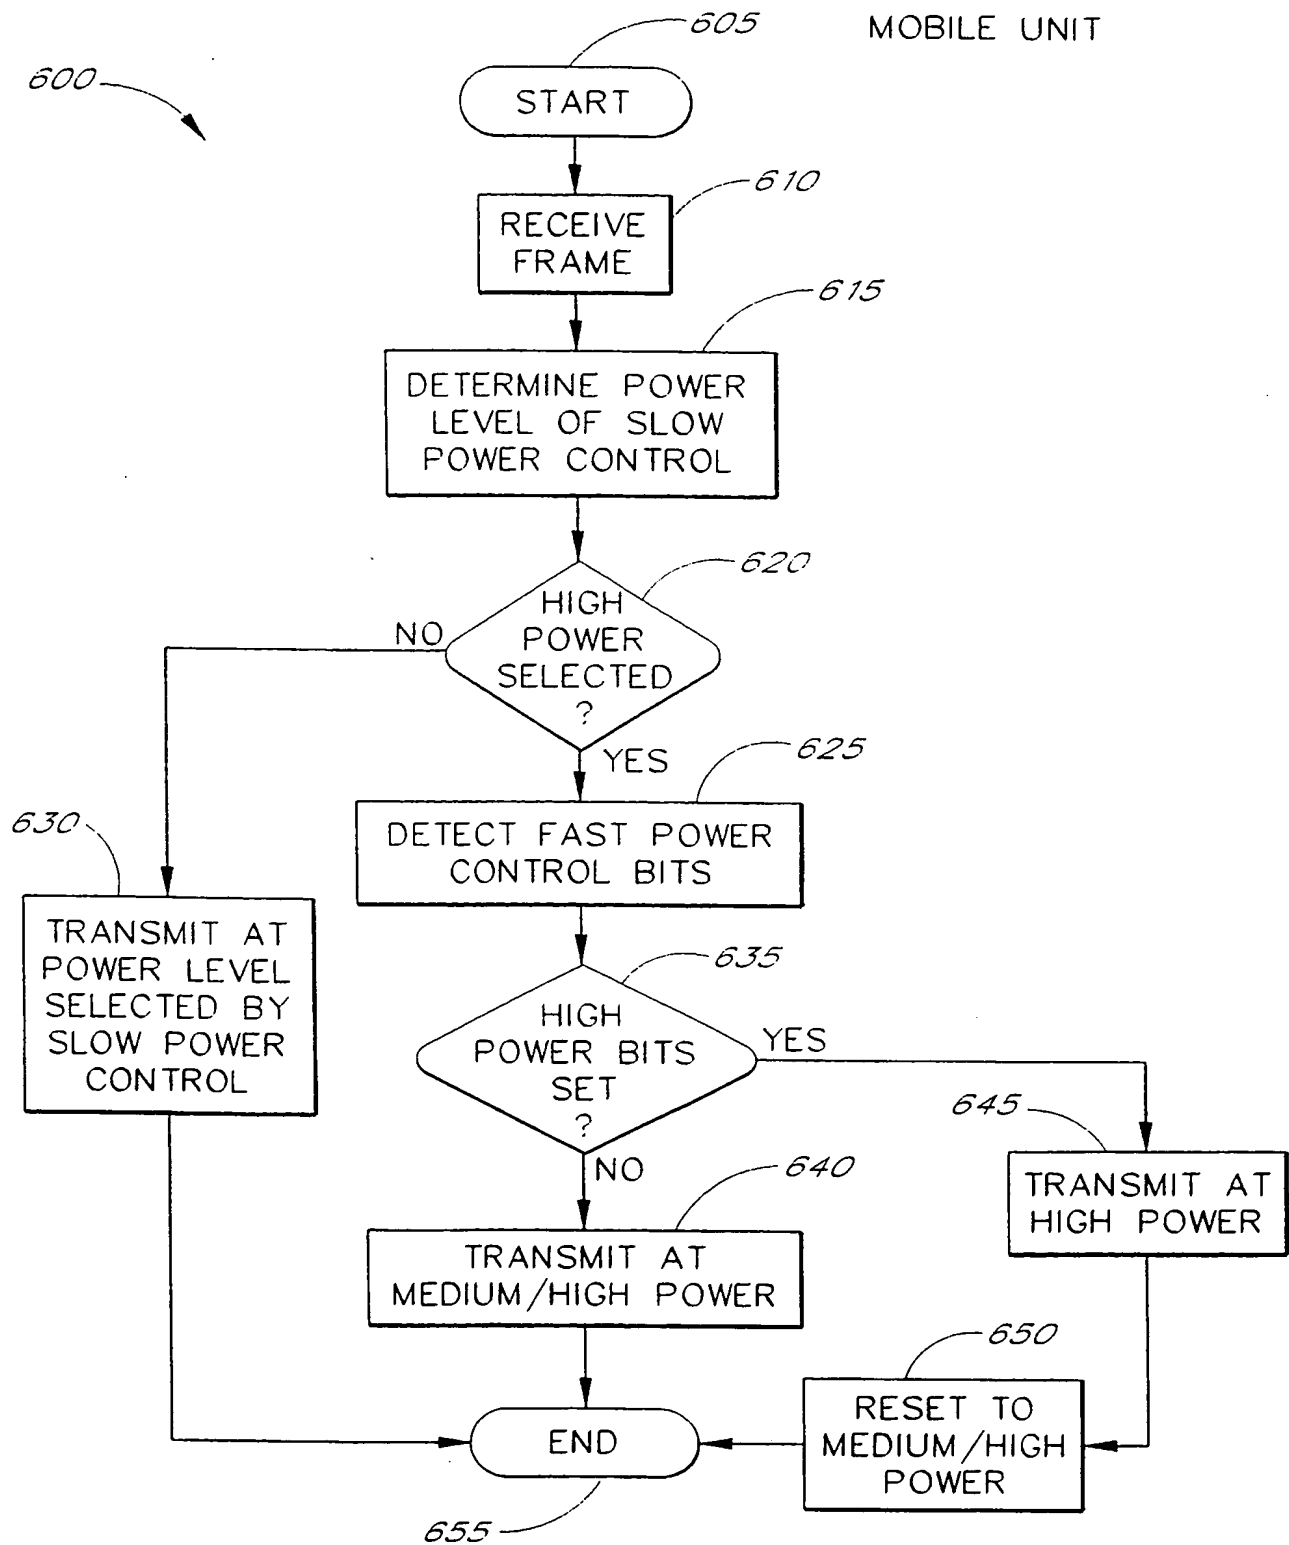 605
MOBILE UNIT
600
START
610
RECEIVE
FRAME
615
DETERMINE POWER
LEVEL OF SLOW
POWER CONTROL
620
HIGH
POWER
SELECTED
?
NO
YES
625
DETECT FAST POWER
CONTROL BITS
630
TRANSMIT AT
POWER LEVEL
SELECTED BY
SLOW POWER
CONTROL
635
HIGH
POWER BITS
SET
?
YES
NO
645
TRANSMIT AT
HIGH POWER
640
TRANSMIT AT
MEDIUM/HIGH POWER
650
RESET TO
MEDIUM/HIGH
POWER
END
655